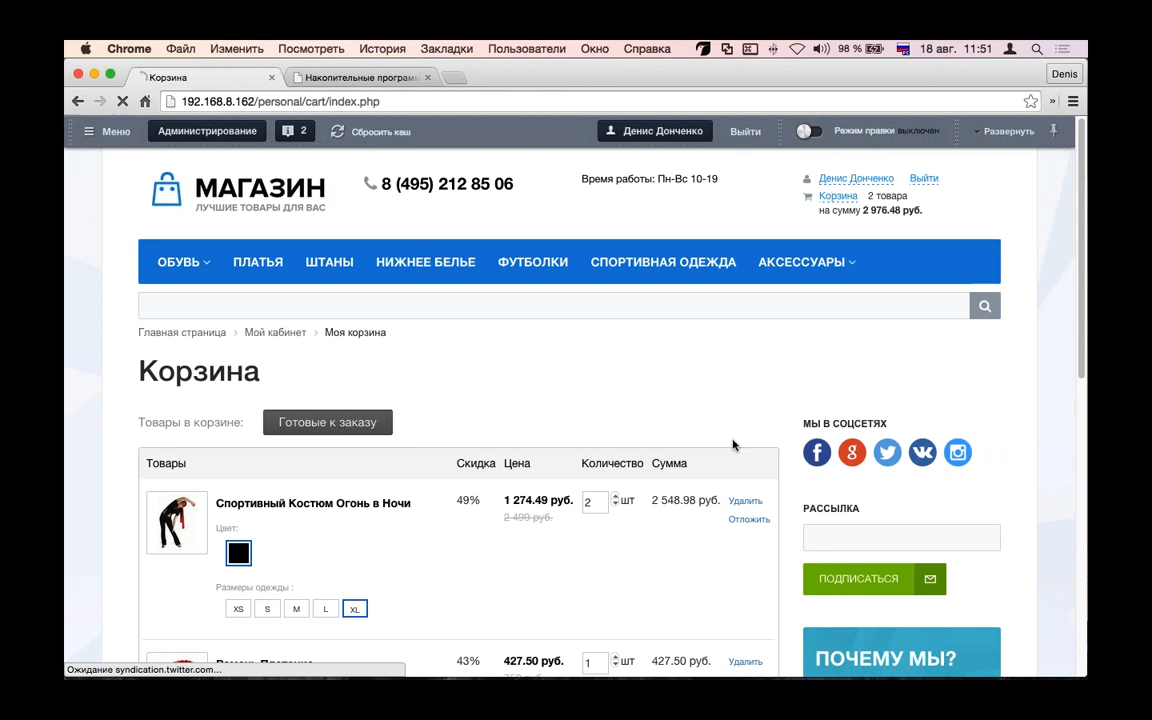 Chrome Файл Изменить Посмотреть История Закладки Пользователи Окно Справка 98 % 18 авг. 11:51
Корзина × Накопительные програм × Denis
192.168.8.162/personal/cart/index.php »
Меню Администрирование 2 Сбросить кеш Денис Донченко Выйти Режим правки выключен Развернуть
МАГАЗИН
ЛУЧШИЕ ТОВАРЫ ДЛЯ ВАС
8 (495) 212 85 06
Время работы: Пн-Вс 10-19
Денис Донченко Выйти
Корзина 2 товара
на сумму 2 976.48 руб.
ОБУВЬ ПЛАТЬЯ ШТАНЫ НИЖНЕЕ БЕЛЬЕ ФУТБОЛКИ СПОРТИВНАЯ ОДЕЖДА АКСЕССУАРЫ
Главная страница > Мой кабинет > Моя корзина
Корзина
Товары в корзине: Готовые к заказу
Товары Скидка Цена Количество Сумма
Спортивный Костюм Огонь в Ночи 49% 1 274.49 руб. 2 шт 2 548.98 руб. Удалить
2 499 руб. Отложить
Цвет:
Размеры одежды :
XS S M L XL
43% 427.50 руб. 1 шт 427.50 руб. Удалить
МЫ В СОЦСЕТЯХ
РАССЫЛКА
ПОДПИСАТЬСЯ
ПОЧЕМУ МЫ?
Ожидание syndication.twitter.com...